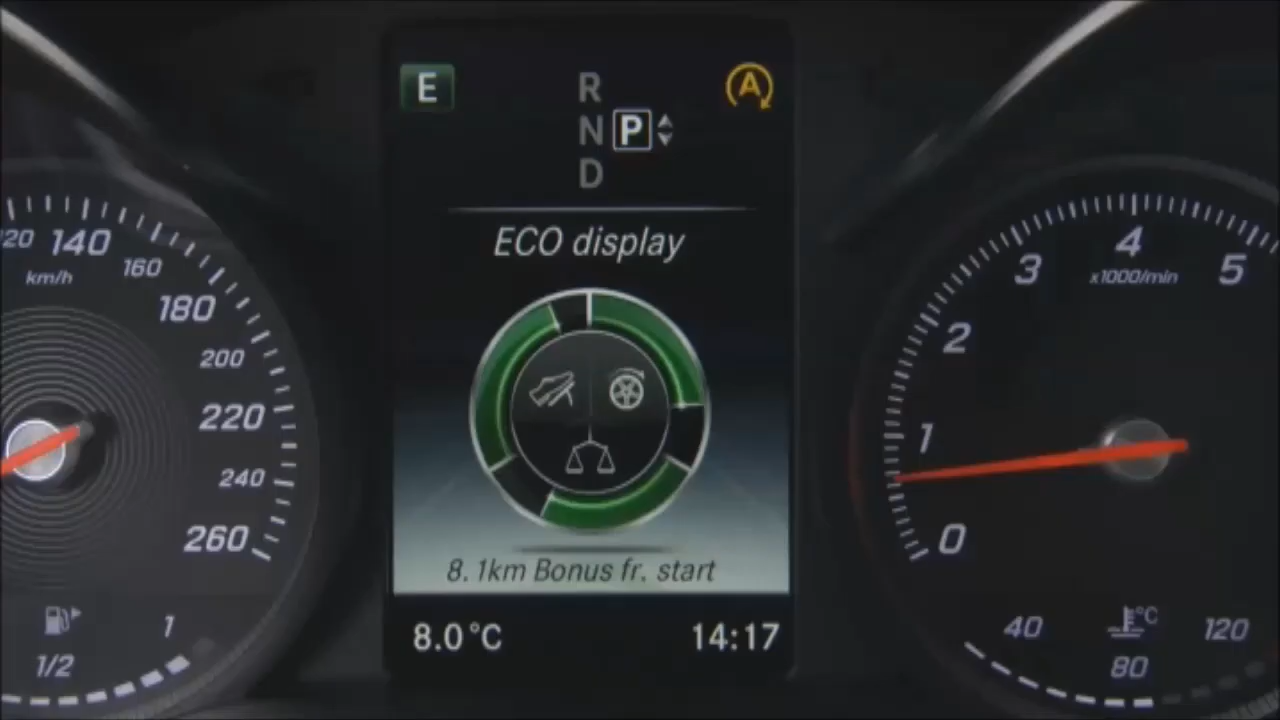 E
R
N P
D
A
ECO display
8.1km Bonus fr. start
8.0°C
14:17
140
km/h
160
180
200
220
240
260
1
1/2
0
1
2
3
4
5
x1000/min
°C
40
80
120